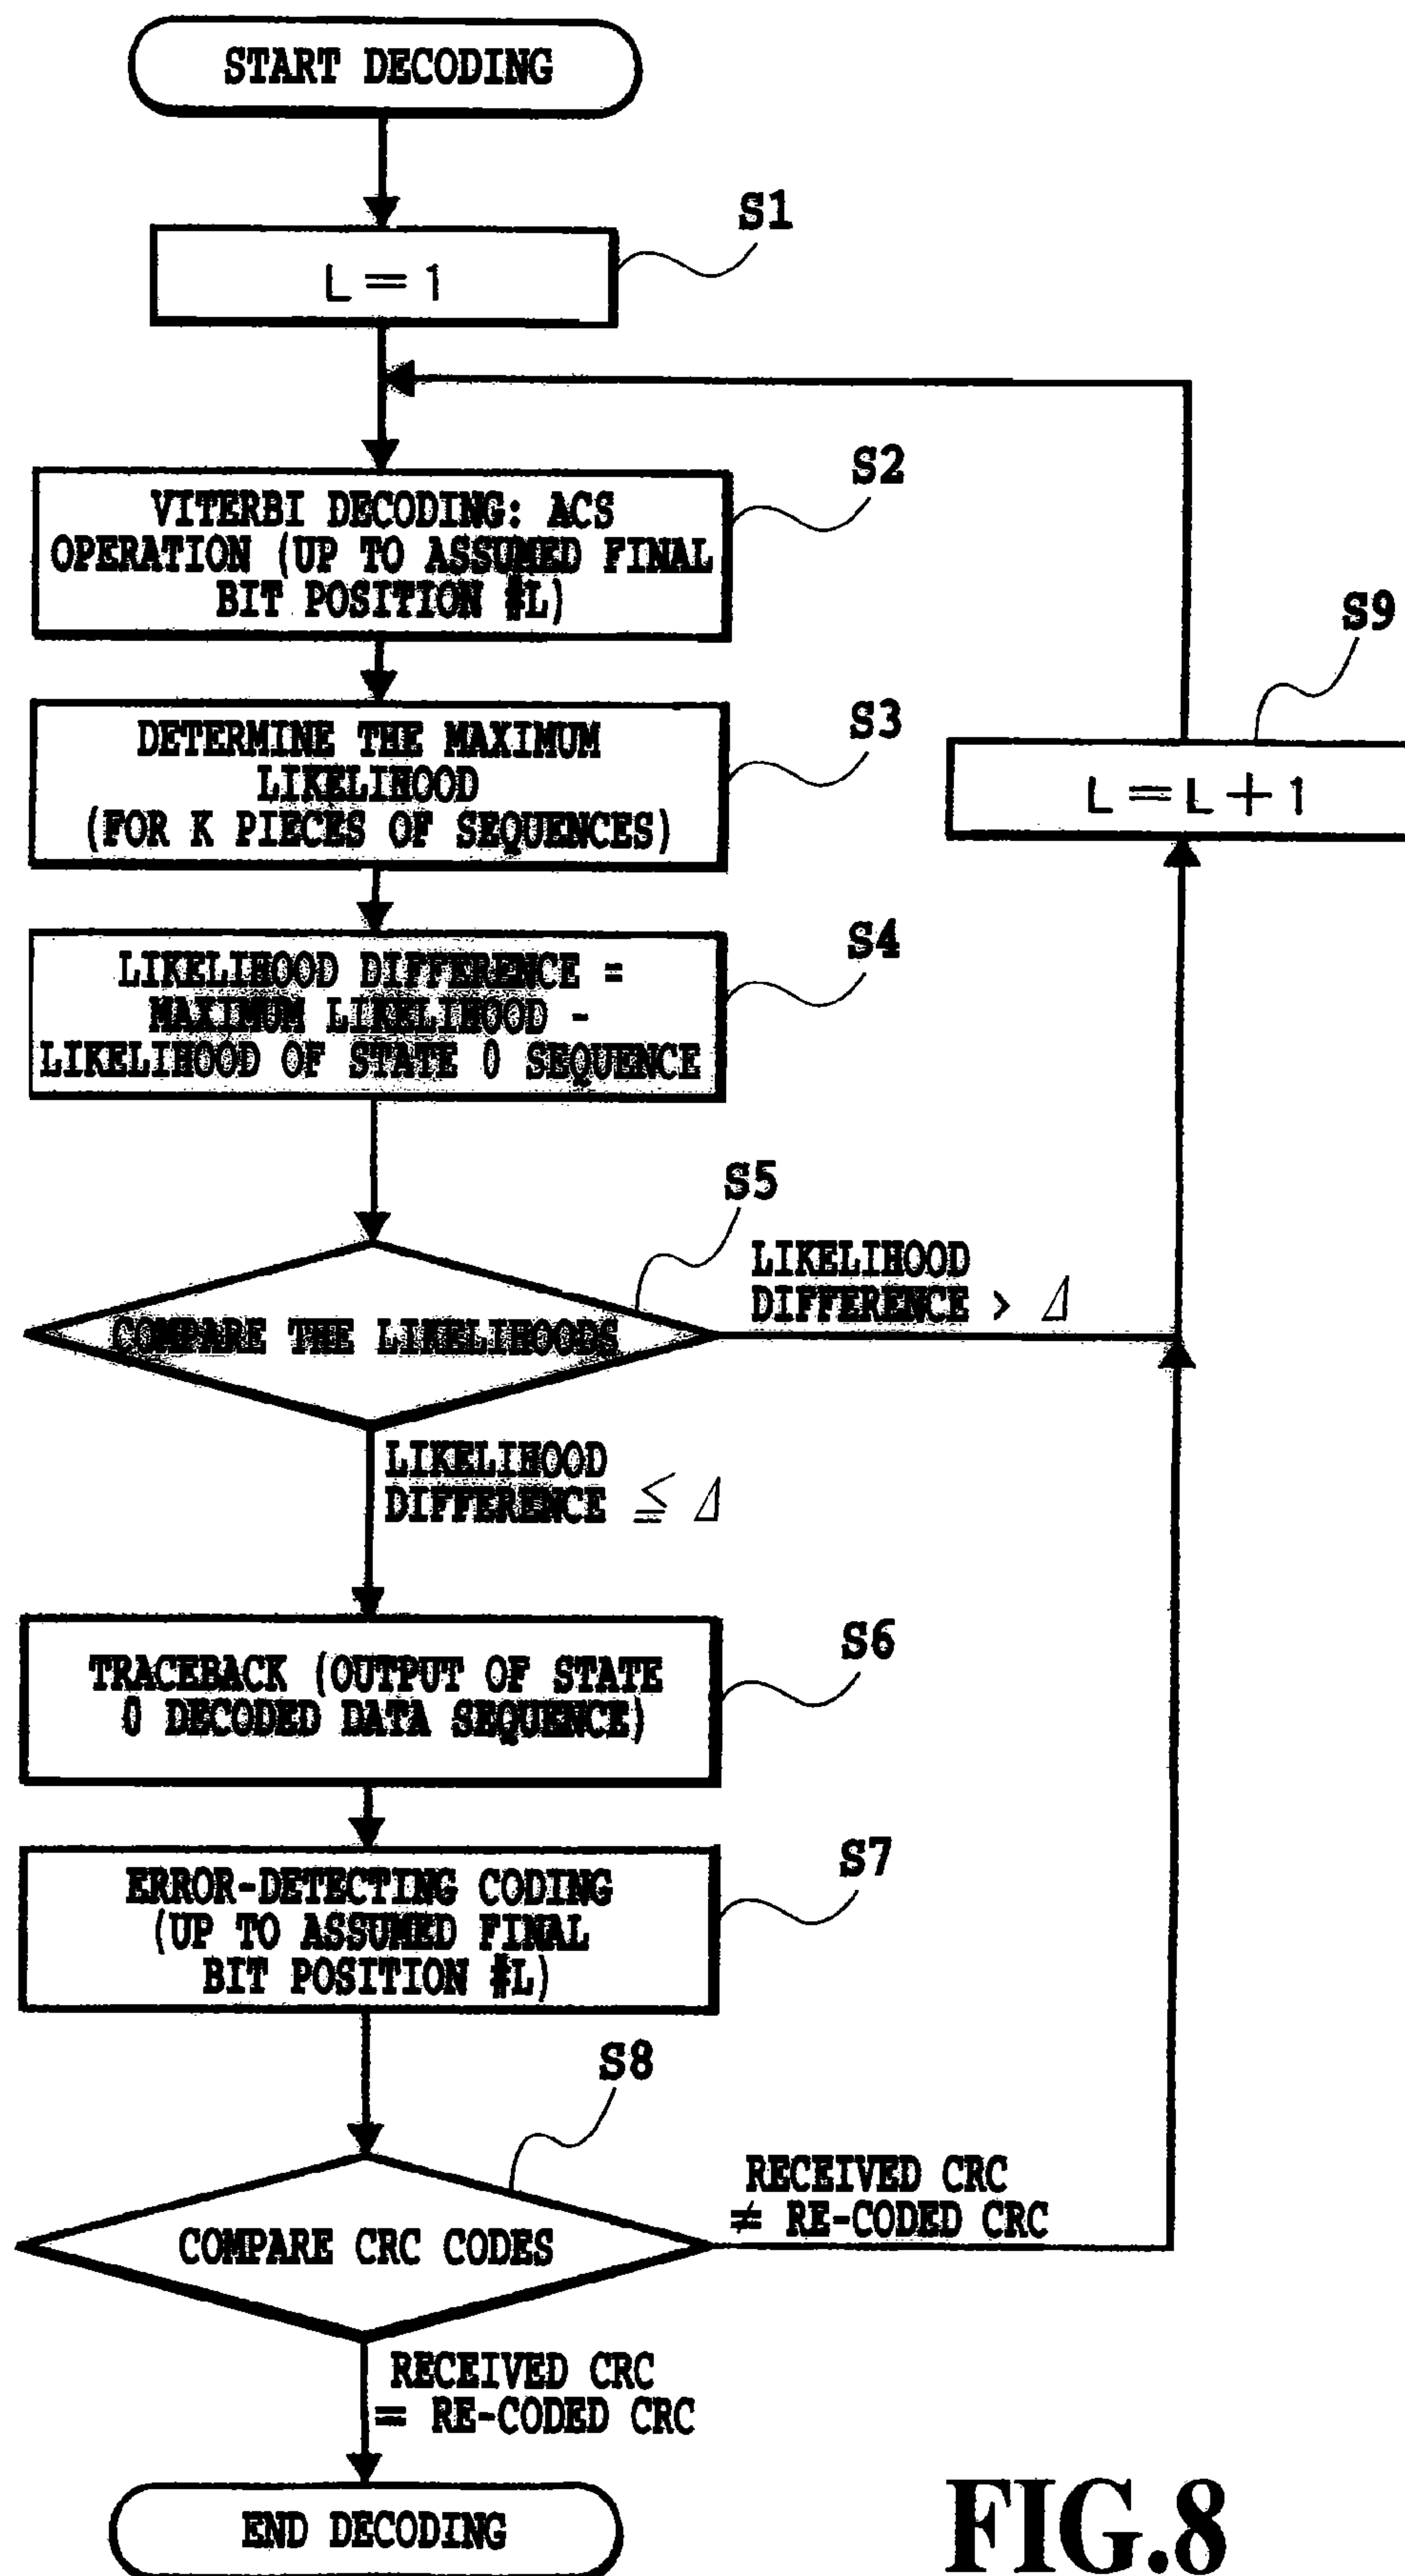 START DECODING
S1
L=1
S2
VITERBI DECODING: ACS
OPERATION (UP TO ASSUMED FINAL
BIT POSITION #L)
S9
L=L+1
S3
DETERMINE THE MAXIMUM
LIKELIHOOD
(FOR K PIECES OF SEQUENCES)
S4
LIKELIHOOD DIFFERENCE =
MAXIMUM LIKELIHOOD -
LIKELIHOOD OF STATE 0 SEQUENCE
S5
COMPARE THE LIKELIHOODS
LIKELIHOOD
DIFFERENCE > Δ
LIKELIHOOD
DIFFERENCE ≦ Δ
S6
TRACEBACK (OUTPUT OF STATE
0 DECODED DATA SEQUENCE)
S7
ERROR-DETECTING CODING
(UP TO ASSUMED FINAL
BIT POSITION #L)
S8
COMPARE CRC CODES
RECEIVED CRC
≠ RE-CODED CRC
RECEIVED CRC
= RE-CODED CRC
END DECODING
FIG.8